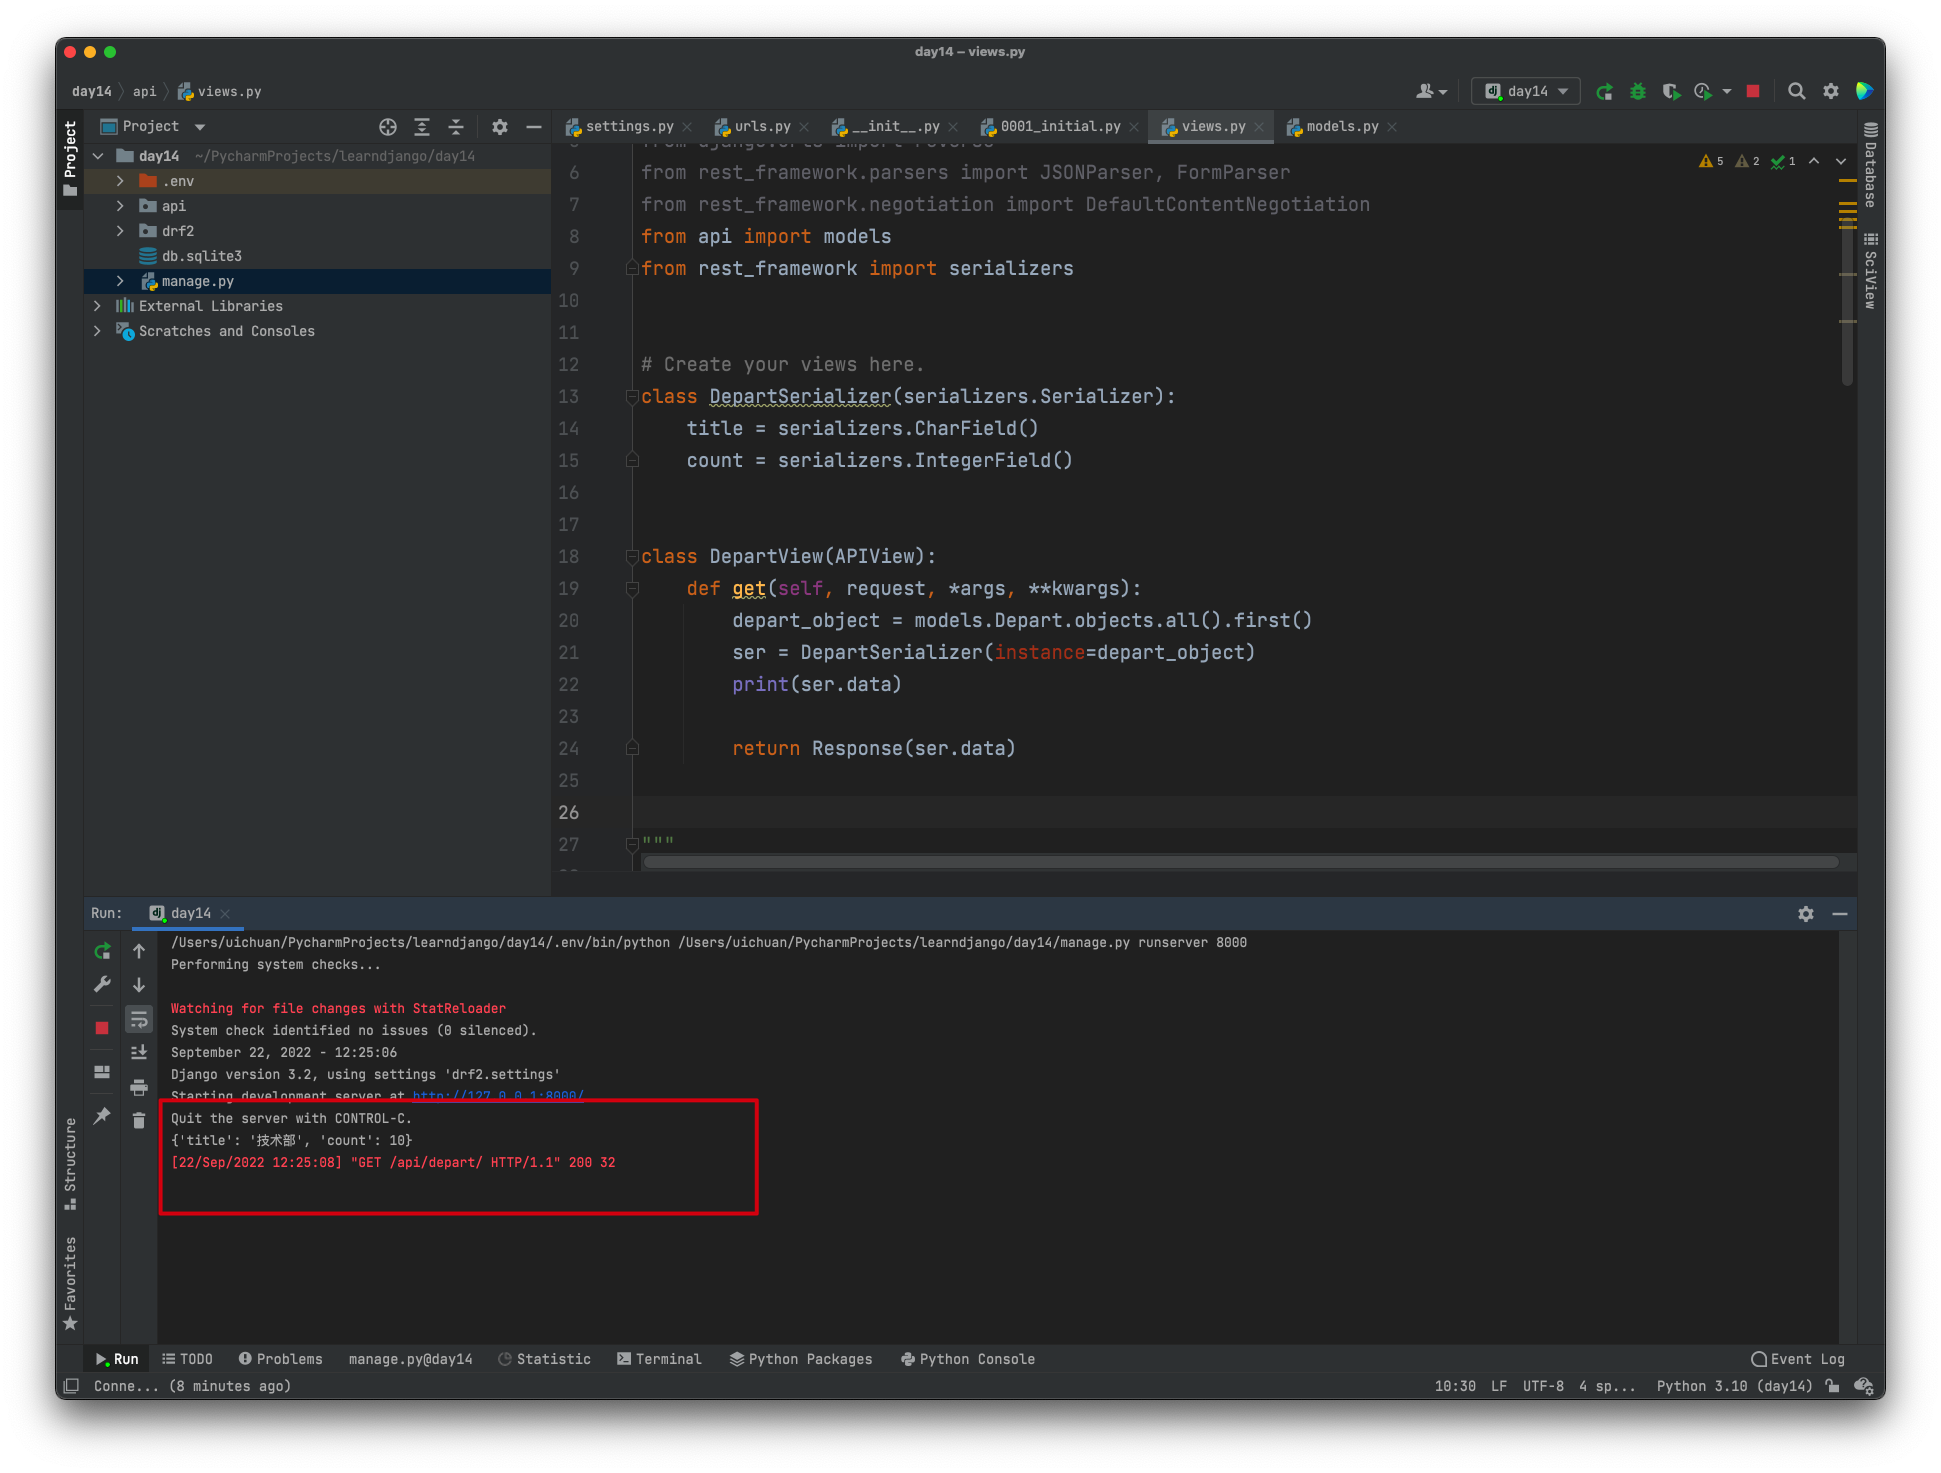 day14 – views.py
day14 api views.py
day14
Project
settings.py urls.py __init__.py 0001_initial.py views.py models.py
Project
day14 ~/PycharmProjects/learndjango/day14
.env
api
drf2
db.sqlite3
manage.py
External Libraries
Scratches and Consoles
5 2 1
6 from rest_framework.parsers import JSONParser, FormParser
7 from rest_framework.negotiation import DefaultContentNegotiation
8 from api import models
9 from rest_framework import serializers
10
11
12 # Create your views here.
13 class DepartSerializer(serializers.Serializer):
14 title = serializers.CharField()
15 count = serializers.IntegerField()
16
17
18 class DepartView(APIView):
19 def get(self, request, *args, **kwargs):
20 depart_object = models.Depart.objects.all().first()
21 ser = DepartSerializer(instance=depart_object)
22 print(ser.data)
23
24 return Response(ser.data)
25
26
27 """
Database
SciView
Run: day14
/Users/uichuan/PycharmProjects/learndjango/day14/.env/bin/python /Users/uichuan/PycharmProjects/learndjango/day14/manage.py runserver 8000
Performing system checks...
Watching for file changes with StatReloader
System check identified no issues (0 silenced).
September 22, 2022 - 12:25:06
Django version 3.2, using settings 'drf2.settings'
Starting development server at http://127.0.0.1:8000/
Quit the server with CONTROL-C.
{'title': '技术部', 'count': 10}
[22/Sep/2022 12:25:08] "GET /api/depart/ HTTP/1.1" 200 32
Structure
Favorites
Run TODO Problems manage.py@day14 Statistic Terminal Python Packages Python Console Event Log
Conne... (8 minutes ago) 10:30 LF UTF-8 4 sp... Python 3.10 (day14)